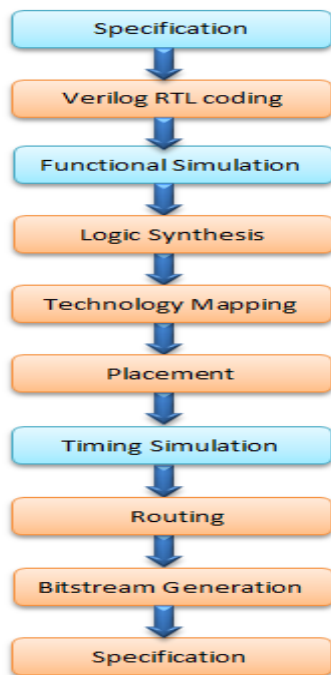 Specification
Verilog RTL coding
Functional Simulation
Logic Synthesis
Technology Mapping
Placement
Timing Simulation
Routing
Bitstream Generation
Specification